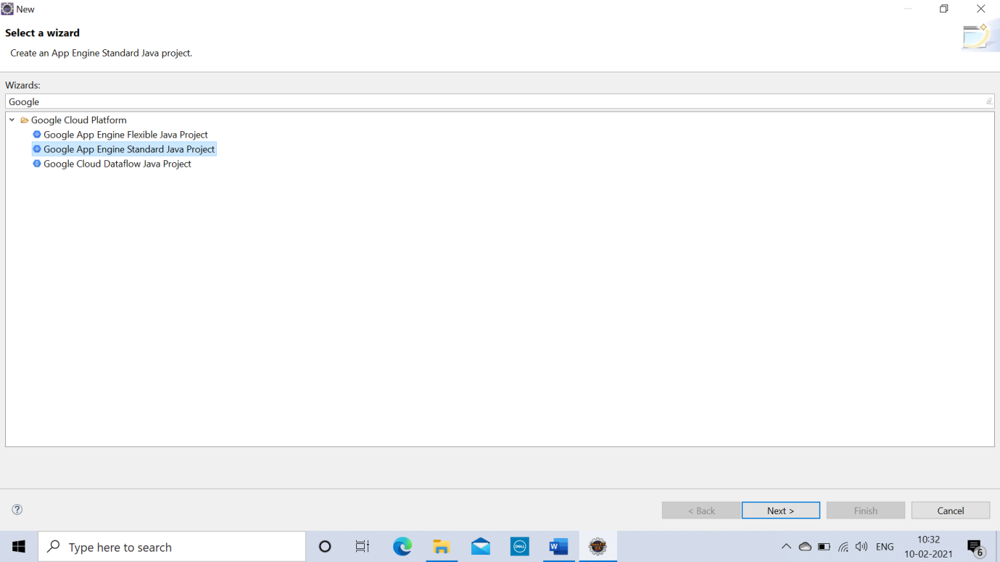 New
Select a wizard
Create an App Engine Standard Java project.
Wizards:
Google
Google Cloud Platform
Google App Engine Flexible Java Project
Google App Engine Standard Java Project
Google Cloud Dataflow Java Project
?
< Back
Next >
Finish
Cancel
Type here to search
DELL
W
ENG
10:32
10-02-2021
6